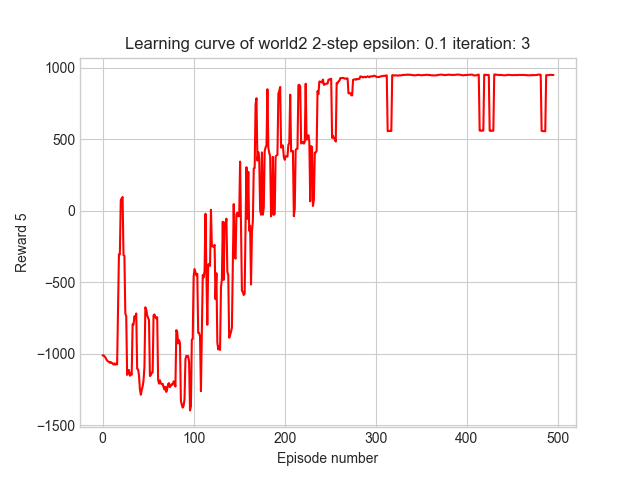 Learning curve of world2 2-step epsilon: 0.1 iteration: 3
1000
500
0
−500
−1000
−1500
Reward 5
0 100 200 300 400 500
Episode number